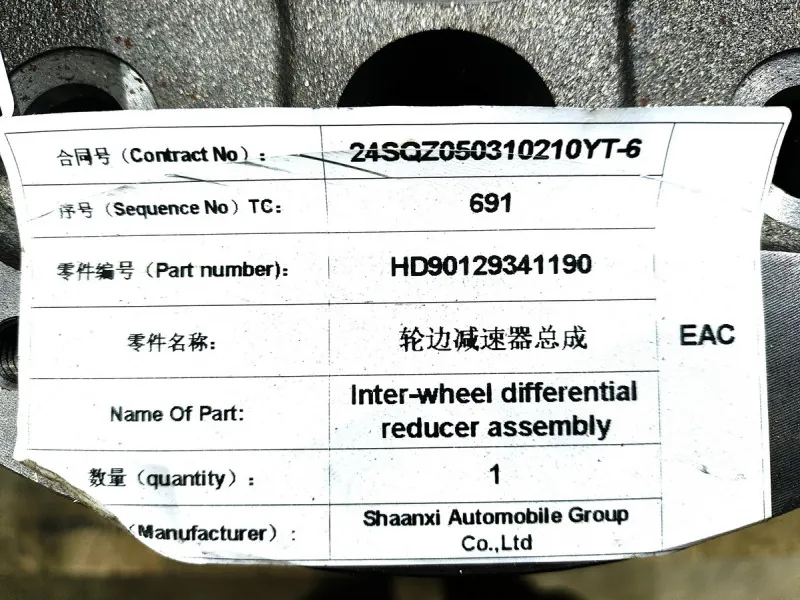 合同号（Contract No）: 24SQZ050310210YT-6
序号（Sequence No）TC: 691
零件编号（Part number): HD90129341190
零件名称: 轮边减速器总成
EAC
Name Of Part: Inter-wheel differential
reducer assembly
数量（quantity）: 1
（Manufacturer）: Shaanxi Automobile Group
Co.,Ltd